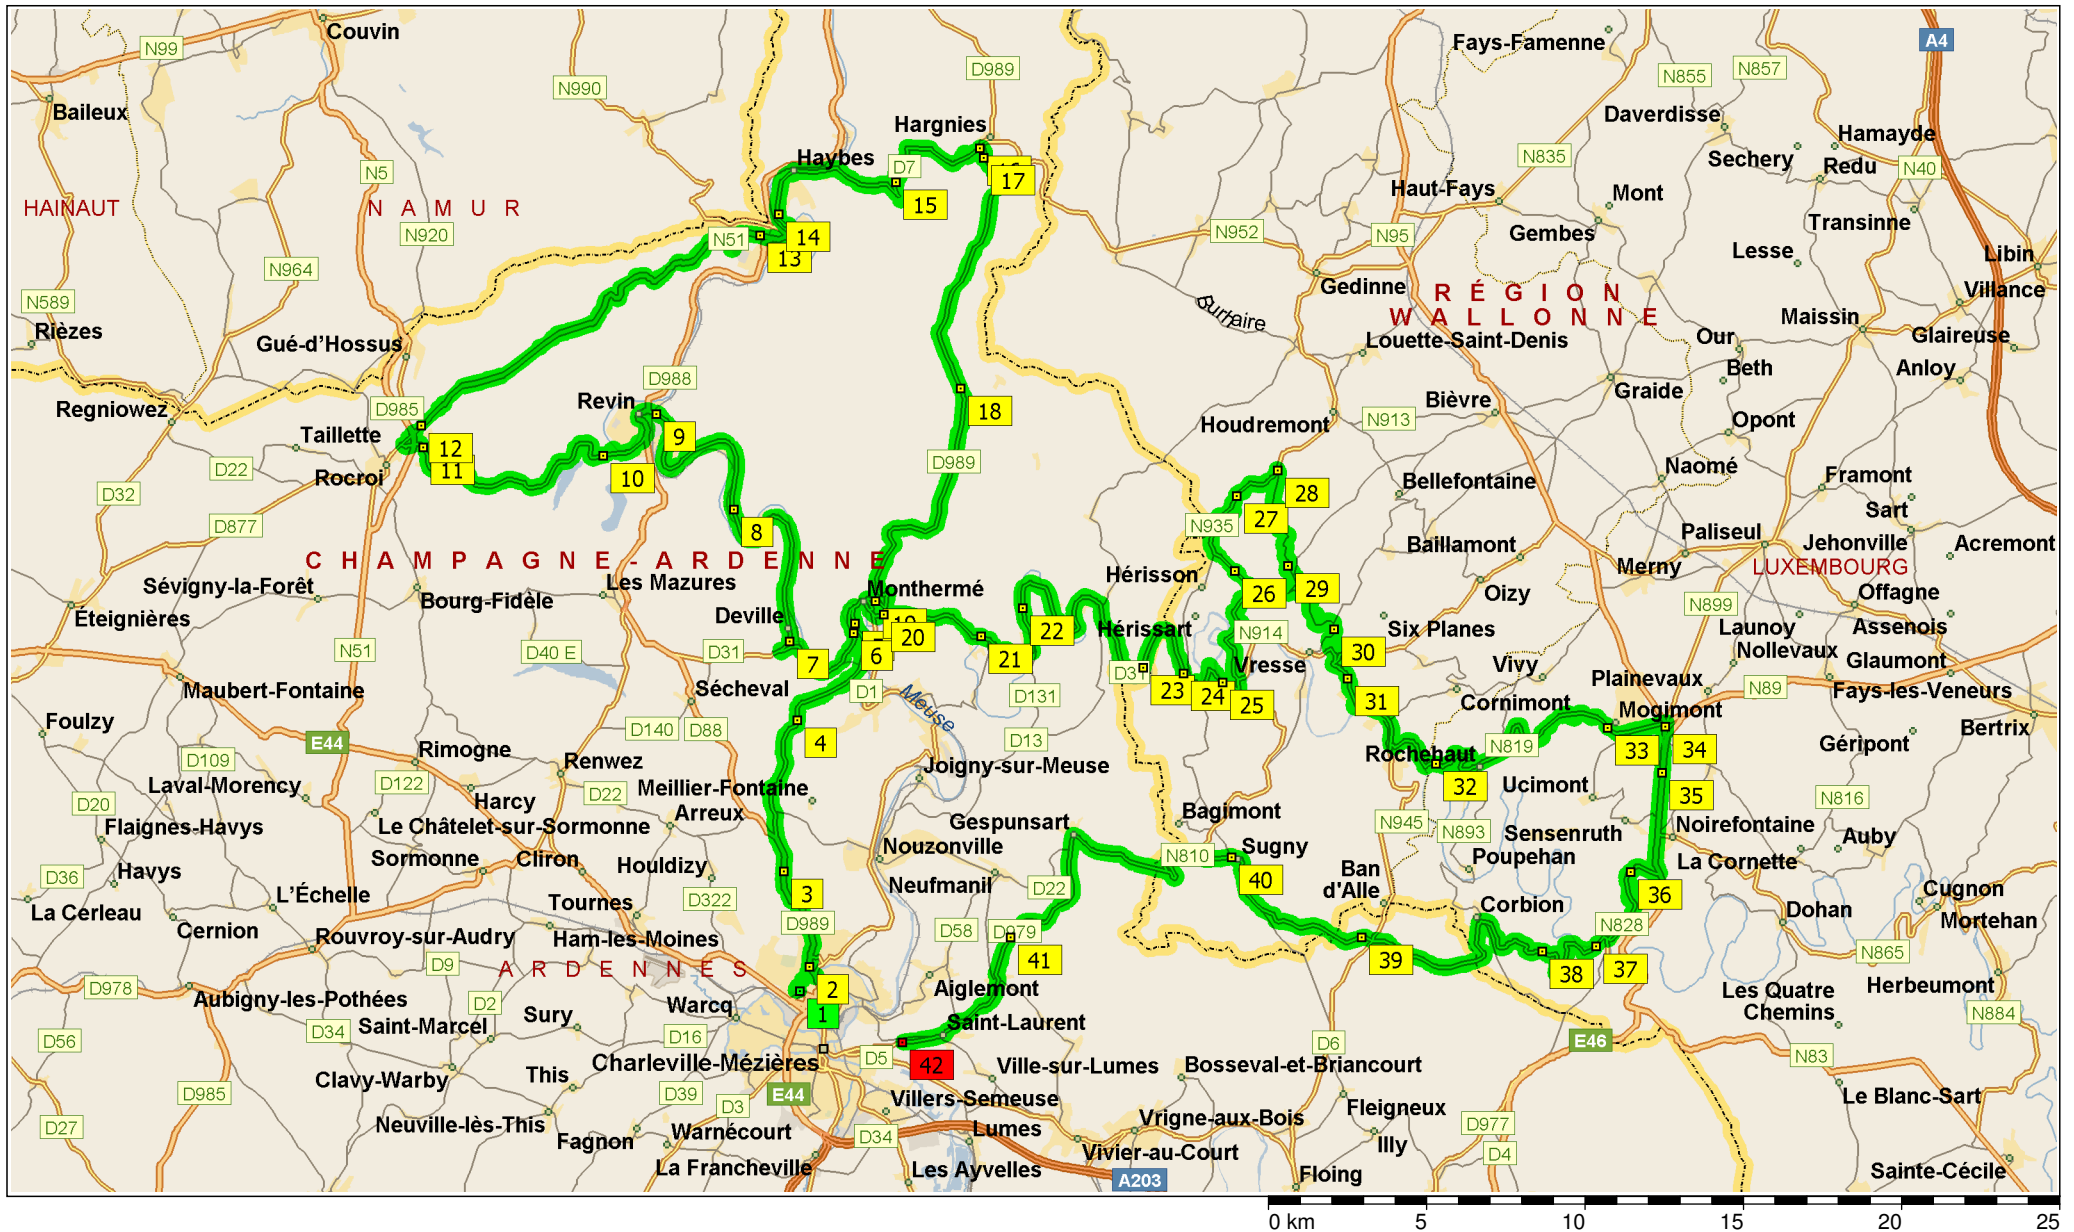 Couvin
N99
Fays-Famenne
A4
N990
D989
N855
N857
Baileux
Daverdisse
Hargnies
Hamayde
Haybes
D7
N835
Sechery
Redu
N40
N5
17
Haut-Fays
Mont
HAINAUT
NAMUR
15
Transinne
N920
N51
14
N952
N95
Gembes
Lesse
Libin
13
N964
Gedinne
RÉGION
Villance
N589
WALLONNE
Maissin
Rièzes
Gué-d'Hossus
Louette-Saint-Denis
Our
Glaireuse
Beth
Anloy
D988
Graide
Revin
Bièvre
Regniowez
D985
18
N913
Opont
Taillette
12
9
Houdremont
D22
11
D989
Naomé
Rocroi
10
Bellefontaine
Framont
D32
28
Sart
D877
8
N935
27
Paliseul
Jehonville
Acremont
CHAMPAGNE-ARDENNE
Baillamont
Merny
LUXEMBOURG
Sévigny-la-Forêt
Les Mazures
Monthermé
Hérisson
26
29
Oizy
Offagne
Bourg-Fidèle
N899
Éteignières
Deville
19
20
22
Hérissart
N914
Six Planes
Launoy
Assenois
N51
D40 E
D31
7
6
21
Vresse
30
Nollevaux
Glaumont
Vivy
Plainevaux
Maubert-Fontaine
Sécheval
D1
D131
D31
23
24
25
31
N89
Fays-les-Veneurs
Cornimont
Mogimont
Foulzy
Meuse
Bertrix
E44
D140
D88
4
D13
N819
33
34
Géripont
Rimogne
D109
Renwez
Rochehaut
Joigny-sur-Meuse
Laval-Morency
D122
Meillier-Fontaine
32
Ucimont
35
N816
D20
Harcy
D22
Arreux
Bagimont
Flaignes-Havys
Le Châtelet-sur-Sormonne
Gespunsart
N945
N893
Sensenruth
Noirefontaine
Auby
Sormonne
Cliron
Nouzonville
N810
Sugny
Poupehan
La Cornette
Havys
Houldizy
Neufmanil
D22
40
Ban
d'Alle
36
Cugnon
D36
L'Échelle
Tournes
D322
3
Corbion
Dohan
Mortehan
La Cerleau
Cernion
D989
D58
D979
N828
Rouvroy-sur-Audry
Ham-les-Moines
41
39
38
37
N865
D9
ARDENNES
Herbeumont
D978
2
Aiglemont
Les Quatre
Chemins
Aubigny-les-Pothées
D2
Warcq
1
N884
D34
Saint-Marcel
Sury
Saint-Laurent
D56
D16
D6
E46
Charleville-Mézières
D5
42
Ville-sur-Lumes
Bosseval-et-Briancourt
N83
Clavy-Warby
This
D985
D39
E44
Le Blanc-Sart
D3
Villers-Semeuse
Fleigneux
D27
Neuville-lès-This
Warnécourt
Vrigne-aux-Bois
D977
Fagnon
D34
Lumes
Illy
Vivier-au-Court
D4
La Francheville
Les Ayvelles
A203
Floing
Sainte-Cécile
0 km
5
10
15
20
25